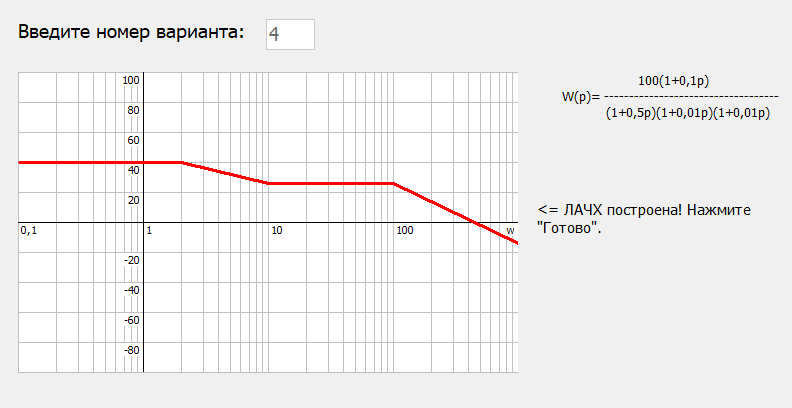 Введите номер варианта: 4
100
80
60
40
20
0,1 1 10 100 w
-20
-40
-60
-80
100(1+0,1p)
W(p)= -----------------------------------
(1+0,5p)(1+0,01p)(1+0,01p)
<= ЛАЧХ построена! Нажмите
"Готово".